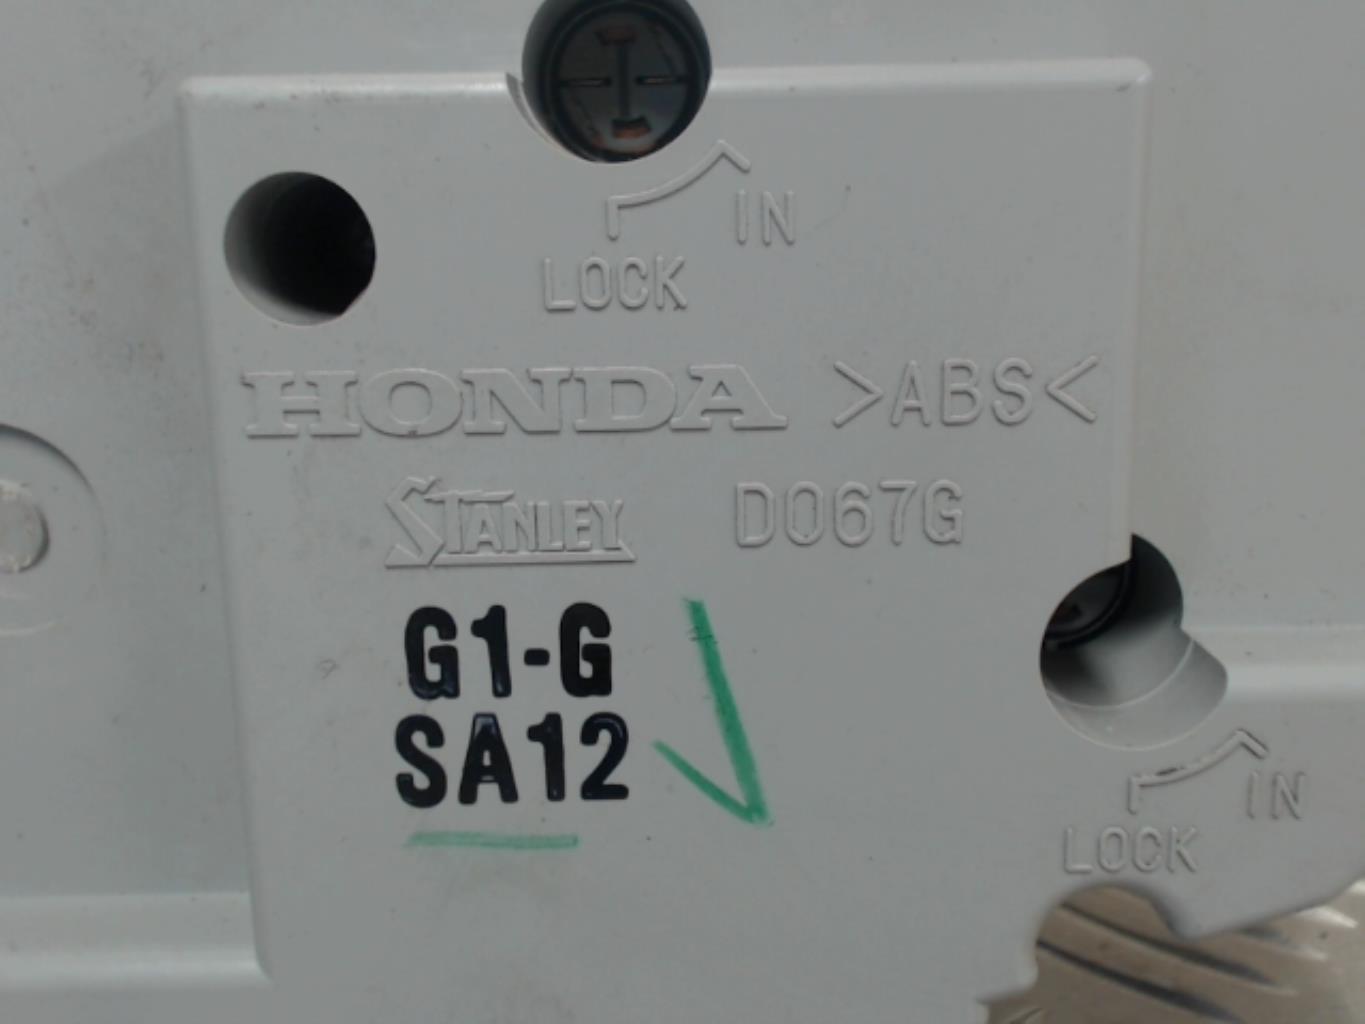 IN
LOCK
HONDA >ABS<
STANLEY D067G
G1-G
SA12
IN
LOCK